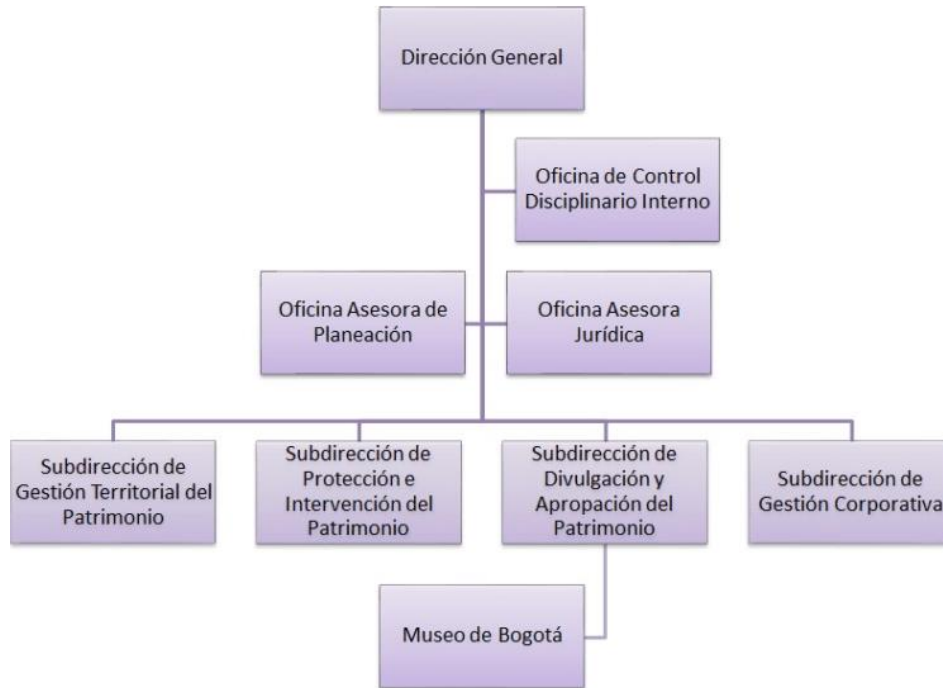 Dirección General
Oficina de Control
Disciplinario Interno
Oficina Asesora de
Planeación
Oficina Asesora
Jurídica
Subdirección de
Gestión Territorial del
Patrimonio
Subdirección de
Protección e
Intervención del
Patrimonio
Subdirección de
Divulgación y
Apropación del
Patrimonio
Subdirección de
Gestión Corporativa
Museo de Bogotá